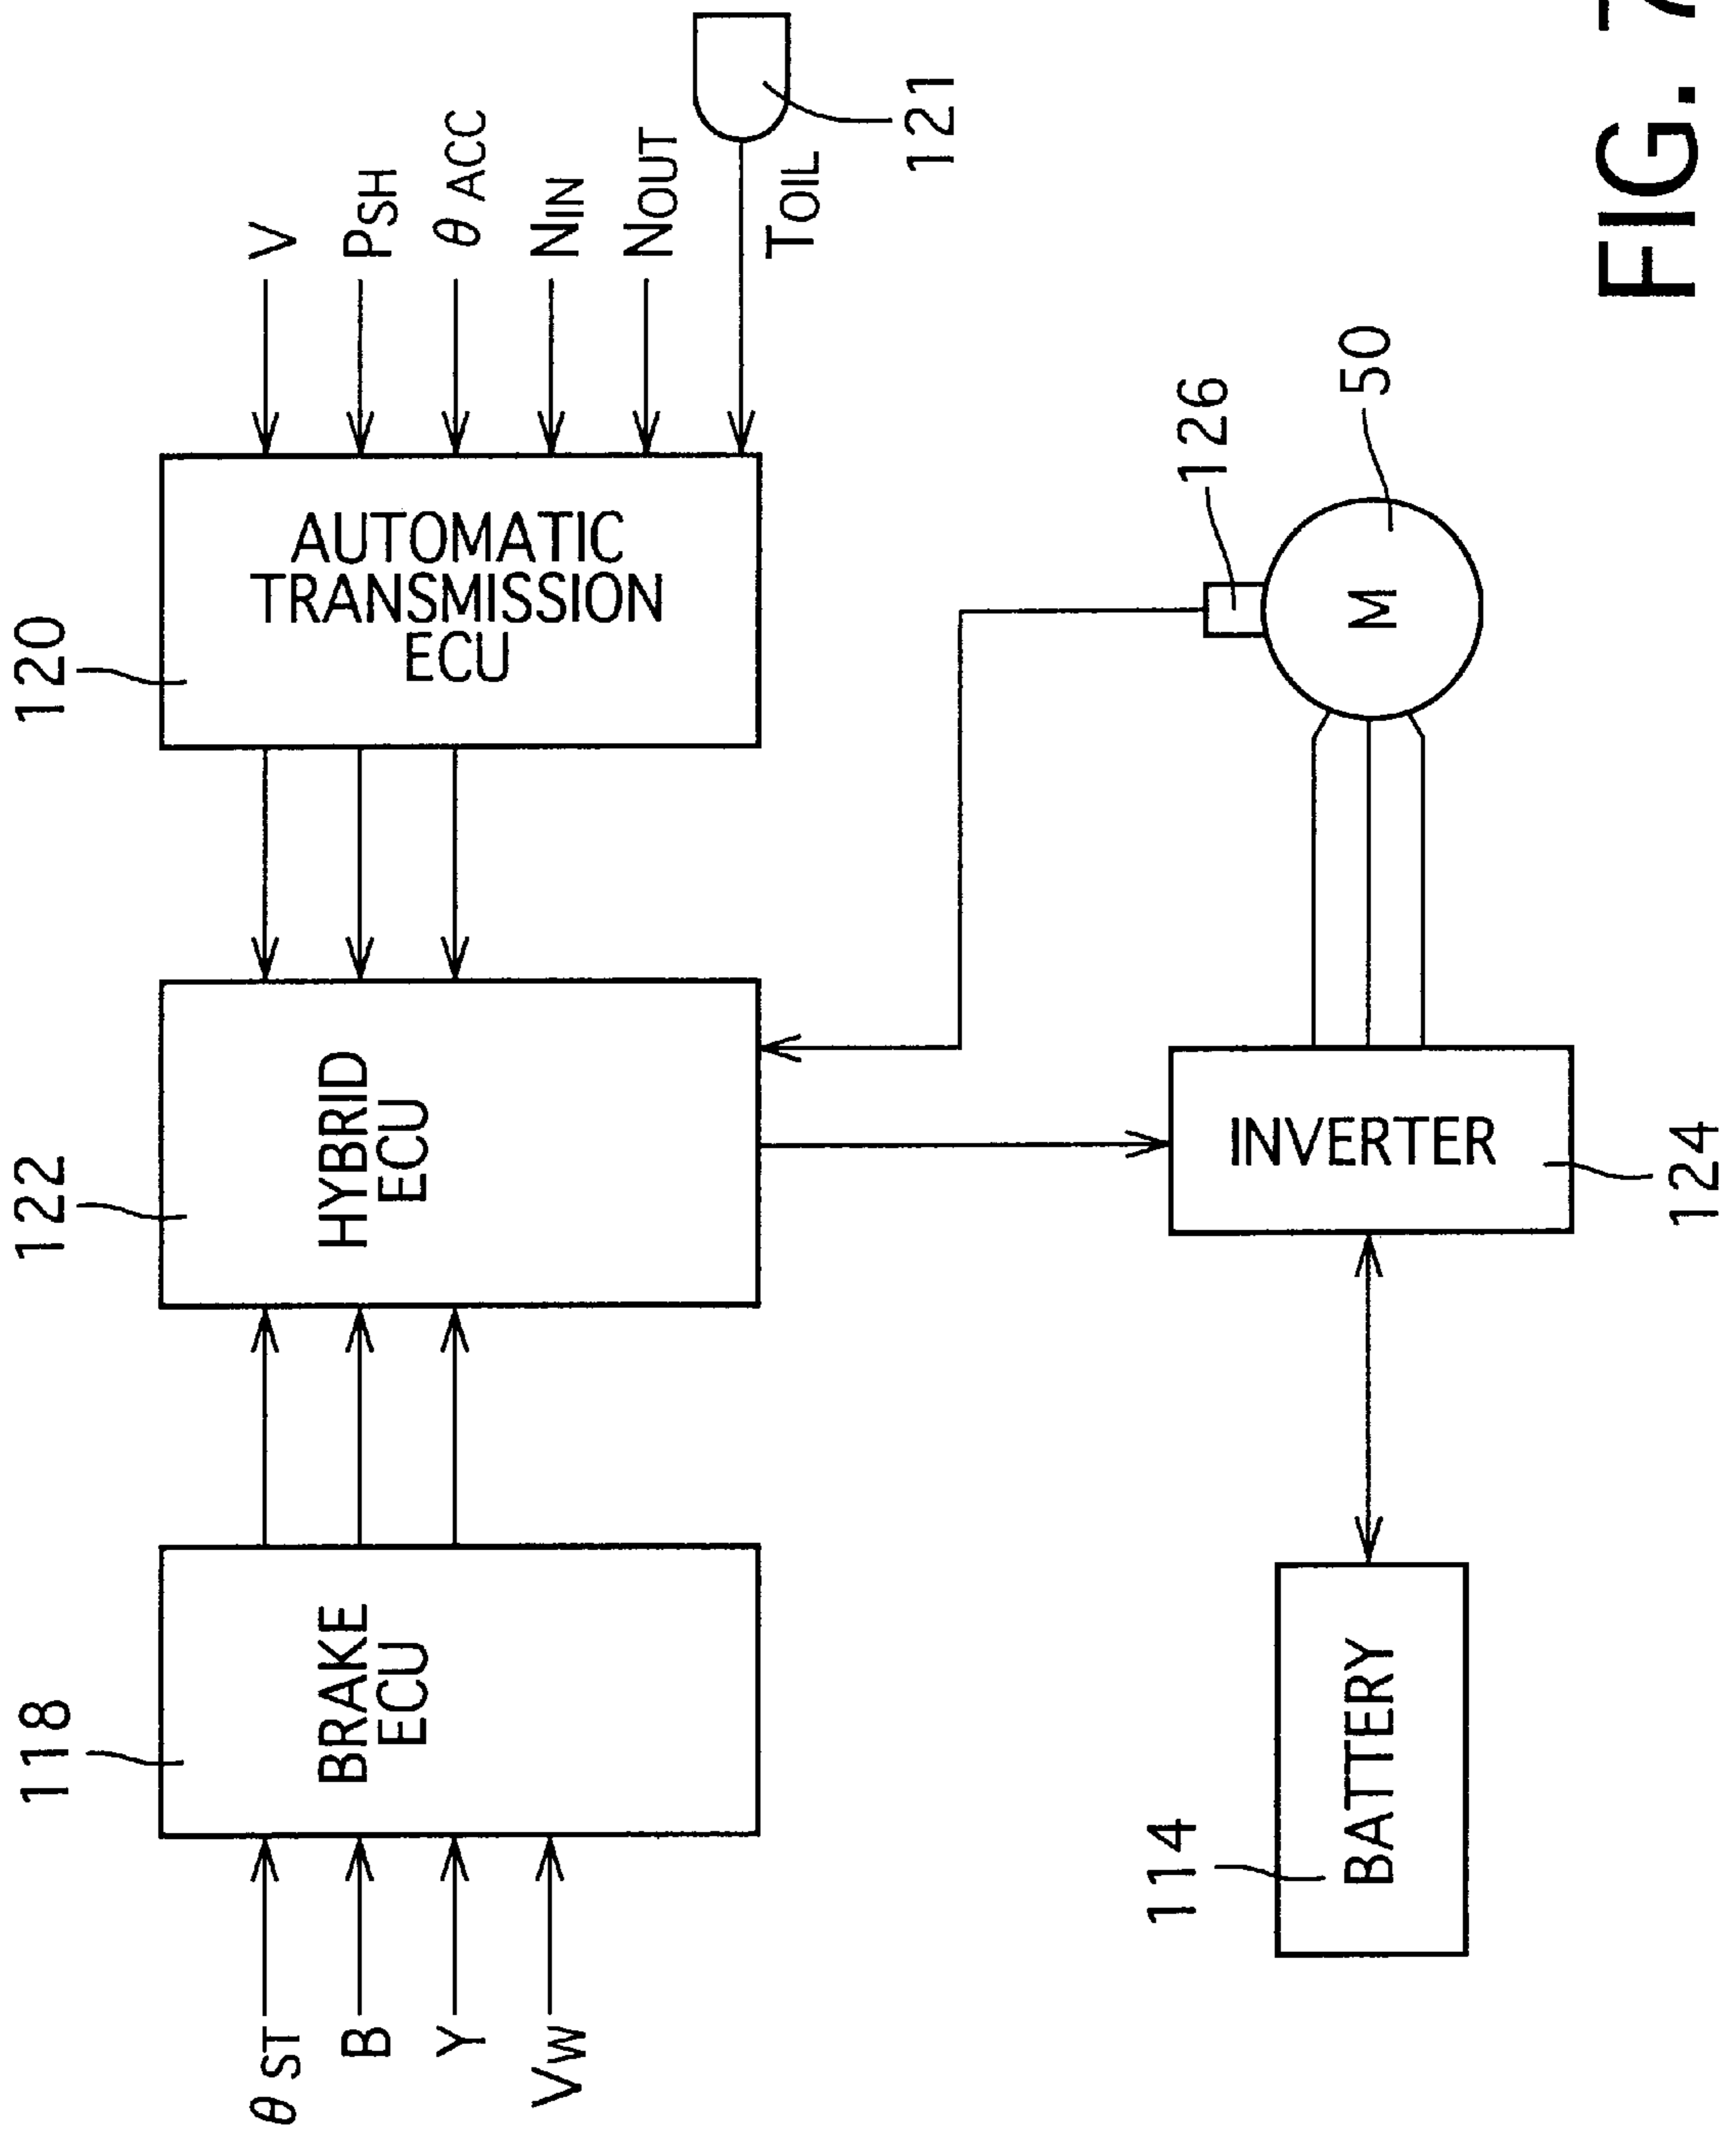 118
122
120
θ ST
B
Y
VW
BRAKE
ECU
HYBRID
ECU
AUTOMATIC
TRANSMISSION
ECU
V
PSH
θ ACC
NIN
NOUT
TOIL
121
114
BATTERY
INVERTER
124
126
M
50
FIG. 7